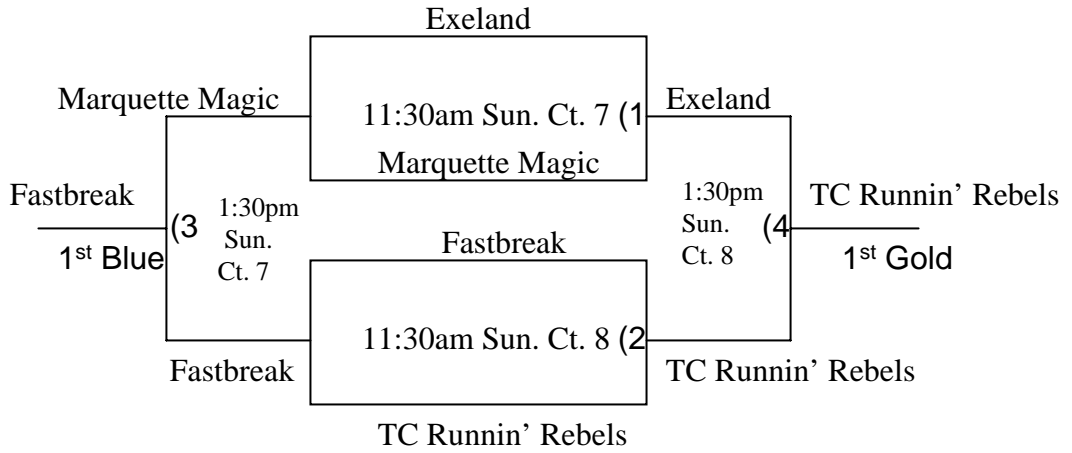 Exeland
Marquette Magic
11:30am Sun. Ct. 7 (1
Exeland
Marquette Magic
Fastbreak
(3
1:30pm
Sun.
Ct. 7
1st Blue
1:30pm
Sun.
Ct. 8
(4
TC Runnin’ Rebels
1st Gold
Fastbreak
11:30am Sun. Ct. 8 (2
Fastbreak
TC Runnin’ Rebels
TC Runnin’ Rebels